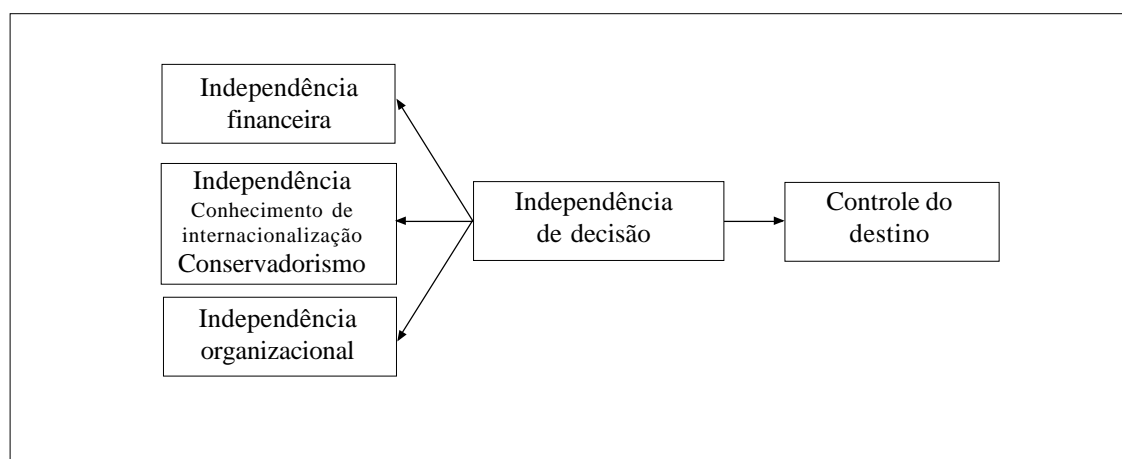 Independência
financeira
Independência
Conhecimento de
internacionalização
Conservadorismo
Independência
organizacional
Independência
de decisão
Controle do
destino